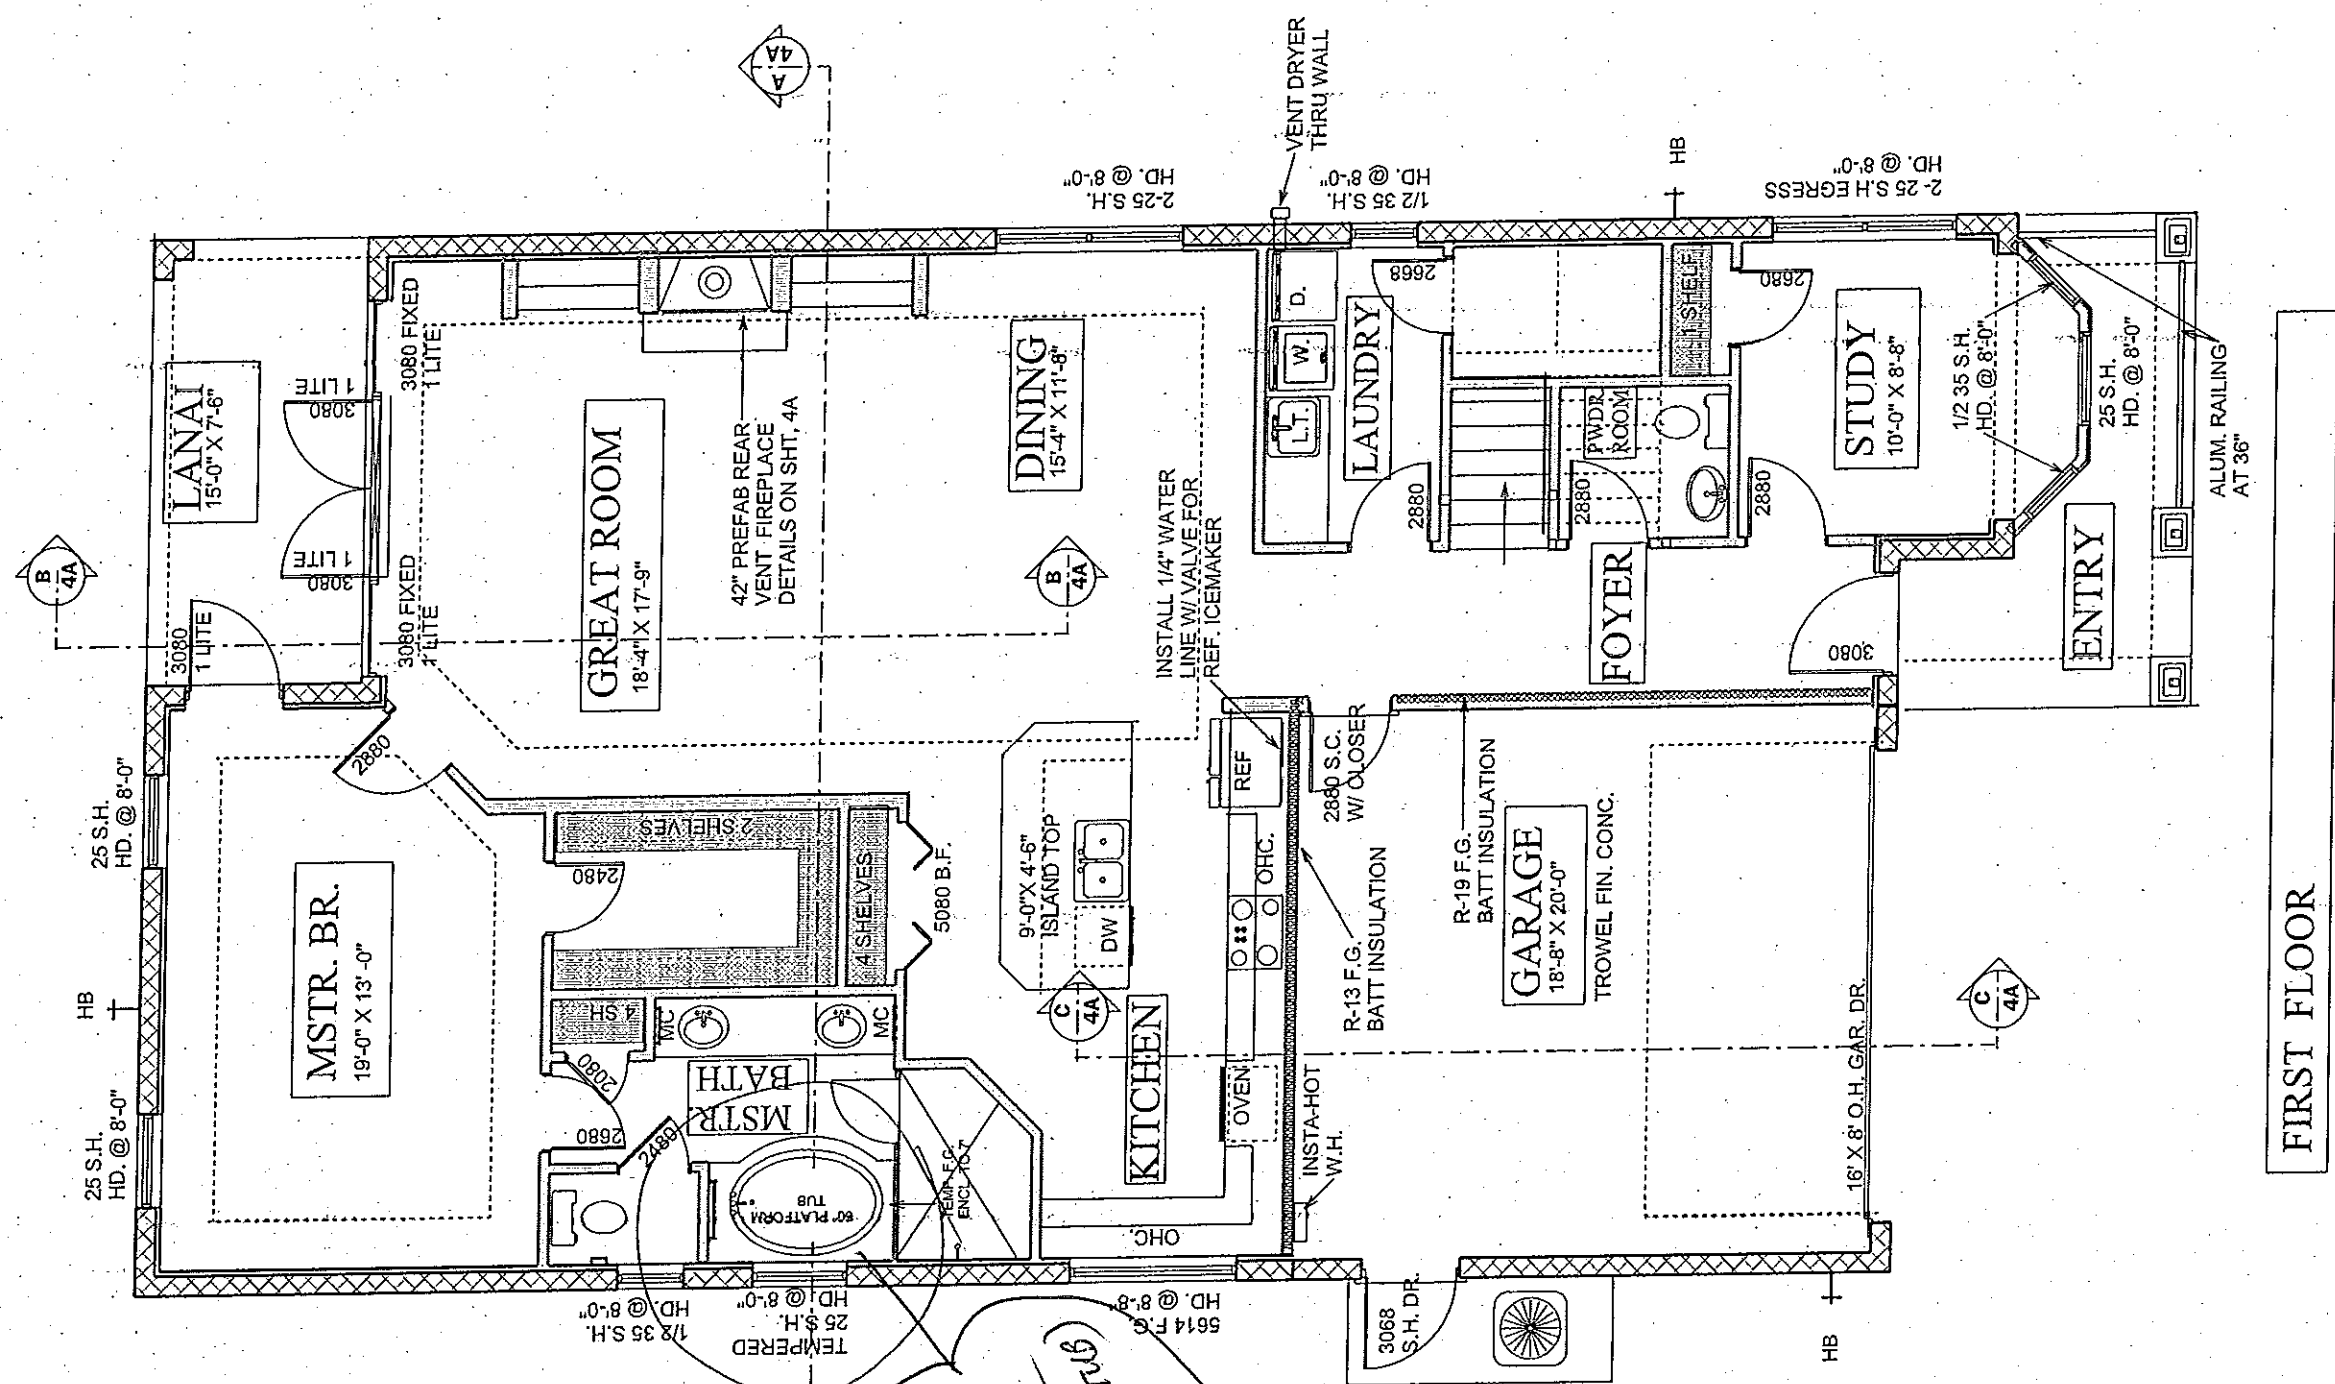 B
4A
A
4A
LANAI
15'-0" X 7'-6"
3080
1 LITE
3080
1 LITE
3080
1 LITE
3080 FIXED
1 LITE
3080 FIXED
1 LITE
GREAT ROOM
18'-4" X 17'-9"
42" PREFAB REAR
VENT FIREPLACE
DETAILS ON SHT, 4A
DINING
15'-4" X 11'-8"
2-25 S.H.
HD. @ 8'-0"
VENT DRYER
THRU WALL
1/2 35 S.H.
HD. @ 8'-0"
HB
2- 25 S.H EGRESS
HD. @ 8'-0"
25 S.H.
HD. @ 8'-0"
HB
25 S.H.
HD. @ 8'-0"
MSTR. BR.
19'-0" X 13' -0"
2880
2 SHELVES
2480
4 SHELVES
5080 B.F.
4 SH
MC
MC
2080
2680
2480
MSTR.
BATH
60" PLATFORM
TUB
TEMP. F.G.
1/2 35 S.H.
HD. @ 8'-0"
TEMPERED
25 S.H.
HD. @ 8'-0"
5614 F.G.
HD. @ 8'-8"
B
4A
INSTALL 1/4" WATER
LINE W/ VALVE FOR
REF. ICEMAKER
9'-0"X 4'-6"
ISLAND TOP
DW
C
4A
KITCHEN
REF
OHC.
OVEN
OHC.
INSTA-HOT
W.H.
R-13 F.G.
BATT INSULATION
2880 S.C.
W/ CLOSER
R-19 F.G.
BATT INSULATION
GARAGE
18'-8" X 20'-0"
TROWEL FIN. CONC.
16' X 8' O.H. GAR. DR.
C
4A
3068
S.H. DR.
HB
D.
W.
L.T.
LAUNDRY
2668
2880
2880
PWDR.
ROOM
1 SHELF
2680
2880
STUDY
10'-0" X 8'-8"
1/2 35 S.H.
HD. @ 8'-0"
25 S.H.
HD. @ 8'-0"
FOYER
3080
ENTRY
ALUM. RAILING
AT 36"
FIRST FLOOR